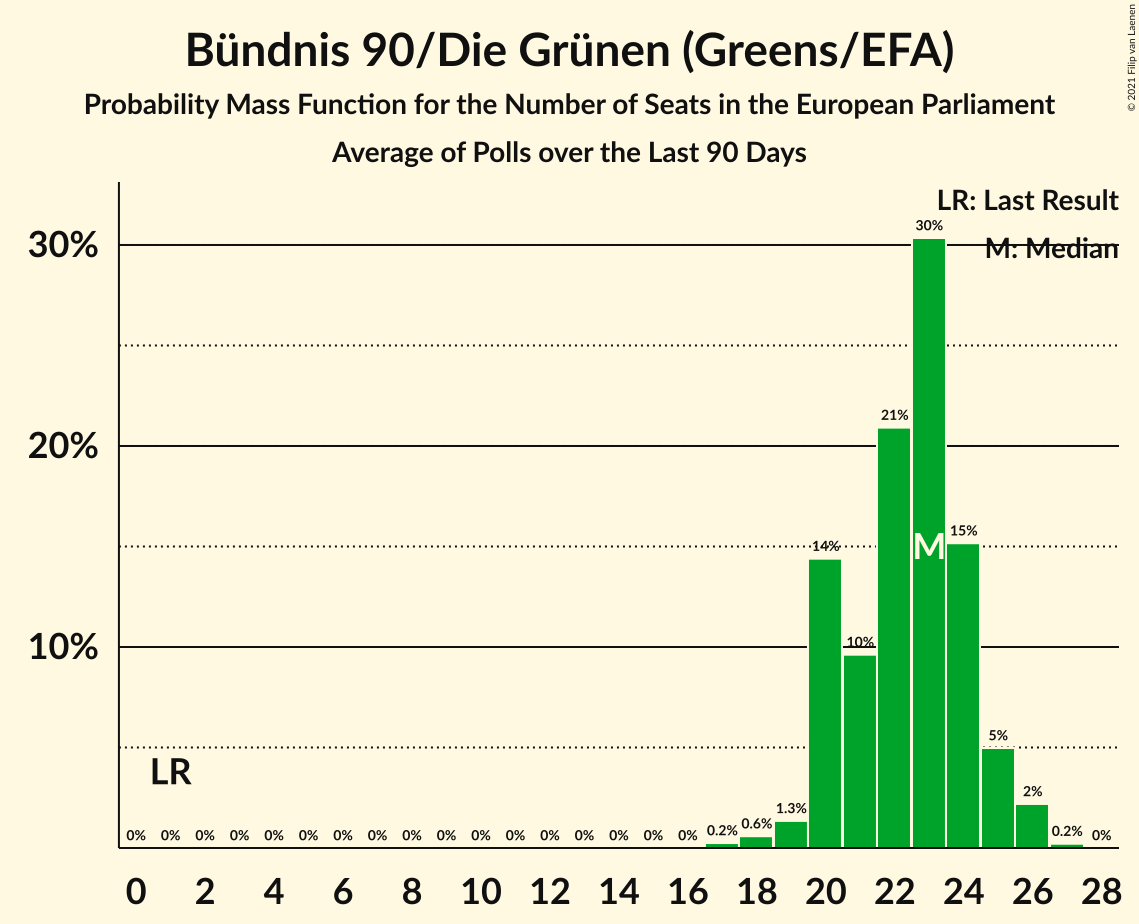 Bündnis 90/Die Grünen (Greens/EFA)
Probability Mass Function for the Number of Seats in the European Parliament
Average of Polls over the Last 90 Days
© 2021 Filip van Laenen
LR: Last Result
M: Median
30%
20%
10%
30%
21%
14%
M
15%
10%
5%
LR
2%
0% 0% 0% 0% 0% 0% 0% 0% 0% 0% 0% 0% 0% 0% 0% 0% 0% 0.2% 0.6% 1.3% 0.2% 0%
0 2 4 6 8 10 12 14 16 18 20 22 24 26 28